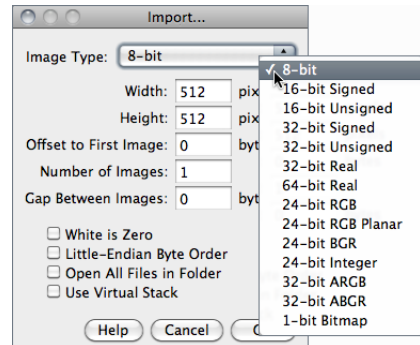 Import...
Image Type: 8-bit
Width: 512 pix
Height: 512 pix
Offset to First Image: 0 byt
Number of Images: 1
Gap Between Images: 0 byt
White is Zero
Little-Endian Byte Order
Open All Files in Folder
Use Virtual Stack
Help Cancel
✓ 8-bit
16-bit Signed
16-bit Unsigned
32-bit Signed
32-bit Unsigned
32-bit Real
64-bit Real
24-bit RGB
24-bit RGB Planar
24-bit BGR
24-bit Integer
32-bit ARGB
32-bit ABGR
1-bit Bitmap